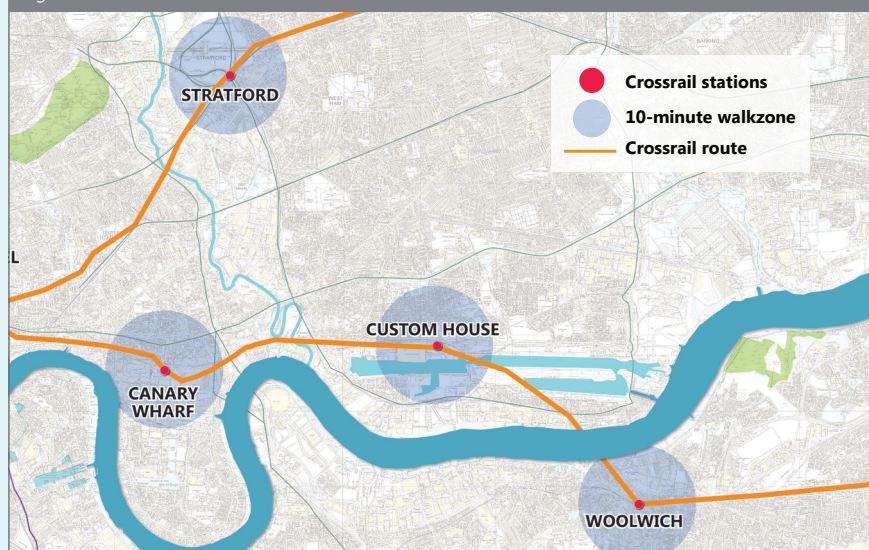 STRATFORD
Crossrail stations
10-minute walkzone
Crossrail route
CUSTOM HOUSE
CANARY
WHARF
WOOLWICH